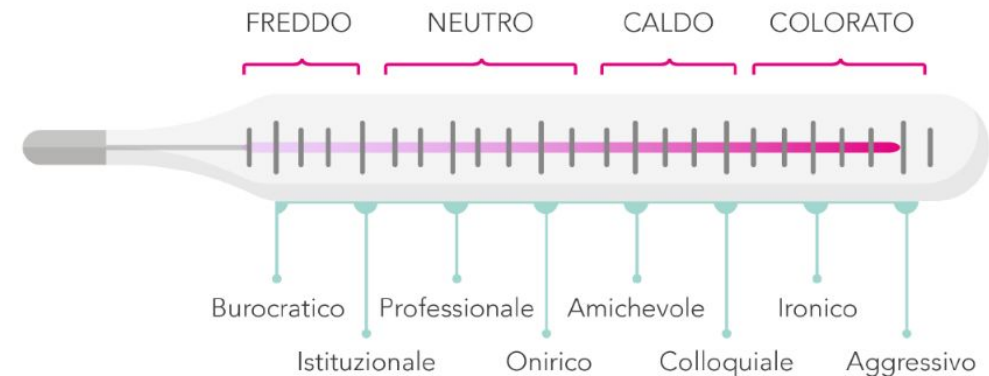 FREDDO NEUTRO CALDO COLORATO
Burocratico Professionale Amichevole Ironico
Istituzionale Onirico Colloquiale Aggressivo